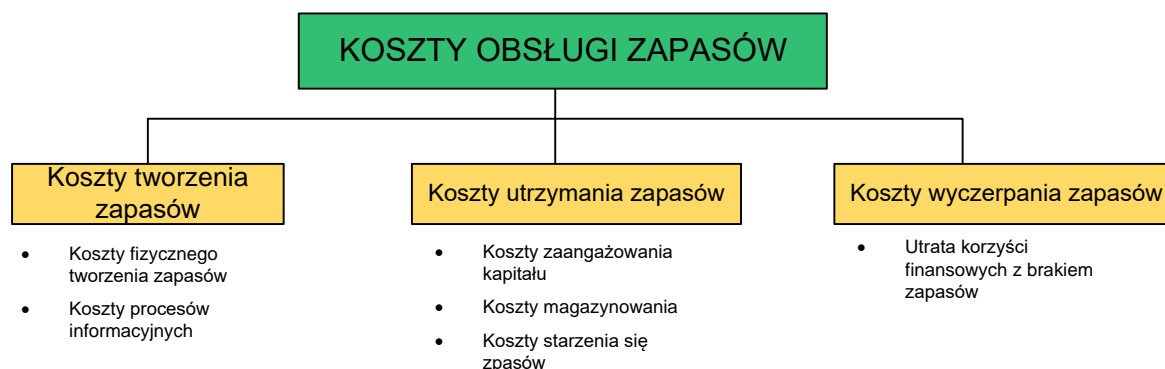 KOSZTY OBSŁUGI ZAPASÓW
Koszty tworzenia
zapasów
• Koszty fizycznego
tworzenia zapasów
• Koszty procesów
informacyjnych
Koszty utrzymania zapasów
• Koszty zaangażowania
kapitału
• Koszty magazynowania
• Koszty starzenia się
zpasów
Koszty wyczerpania zapasów
• Utrata korzyści
finansowych z brakiem
zapasów